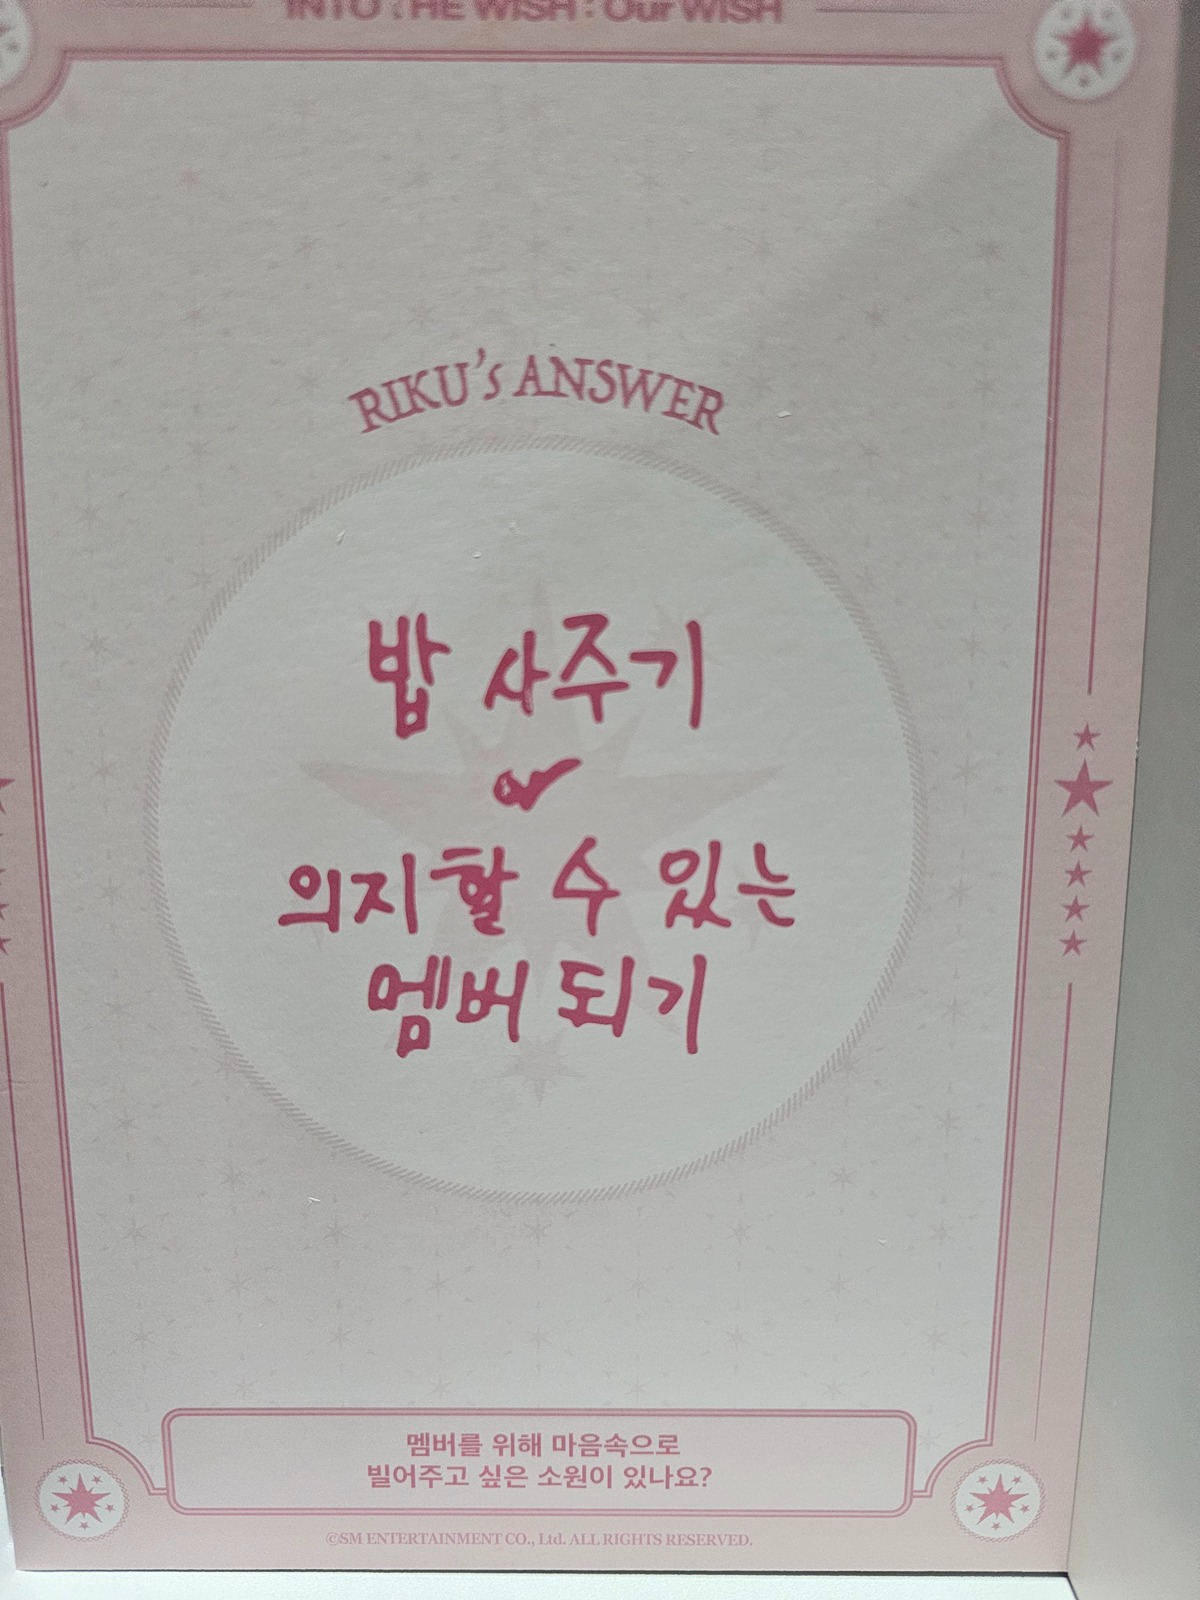 INTO THE WISH : Our WISH
RIKU's ANSWER
밥 사주기
or
의지할 수 있는
멤버 되기
멤버를 위해 마음속으로
빌어주고 싶은 소원이 있나요?
©SM ENTERTAINMENT CO., Ltd. ALL RIGHTS RESERVED.